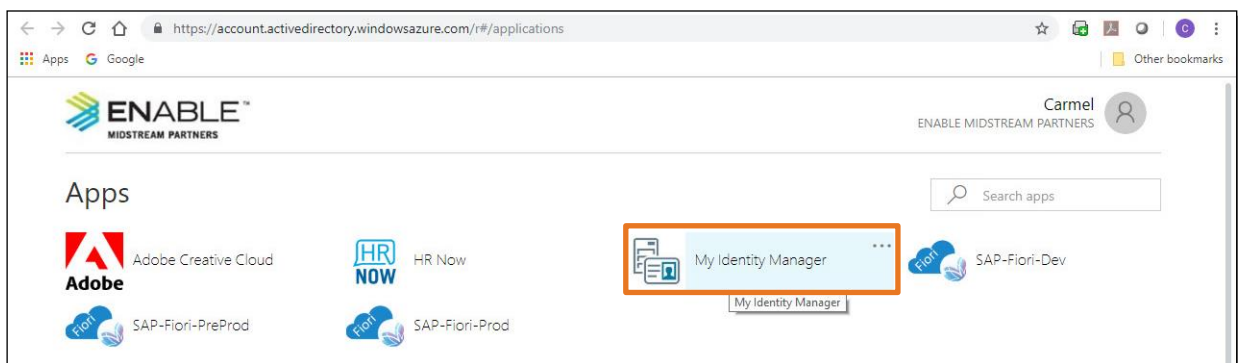 https://account.activedirectory.windowsazure.com/r#/applications
C
Apps G Google Other bookmarks
ENABLE™
MIDSTREAM PARTNERS
Carmel
ENABLE MIDSTREAM PARTNERS
Apps
Search apps
Adobe
Adobe Creative Cloud
HR
NOW
HR Now
My Identity Manager
Fiori
SAP-Fiori-Dev
My Identity Manager
Fiori
SAP-Fiori-PreProd
Fiori
SAP-Fiori-Prod